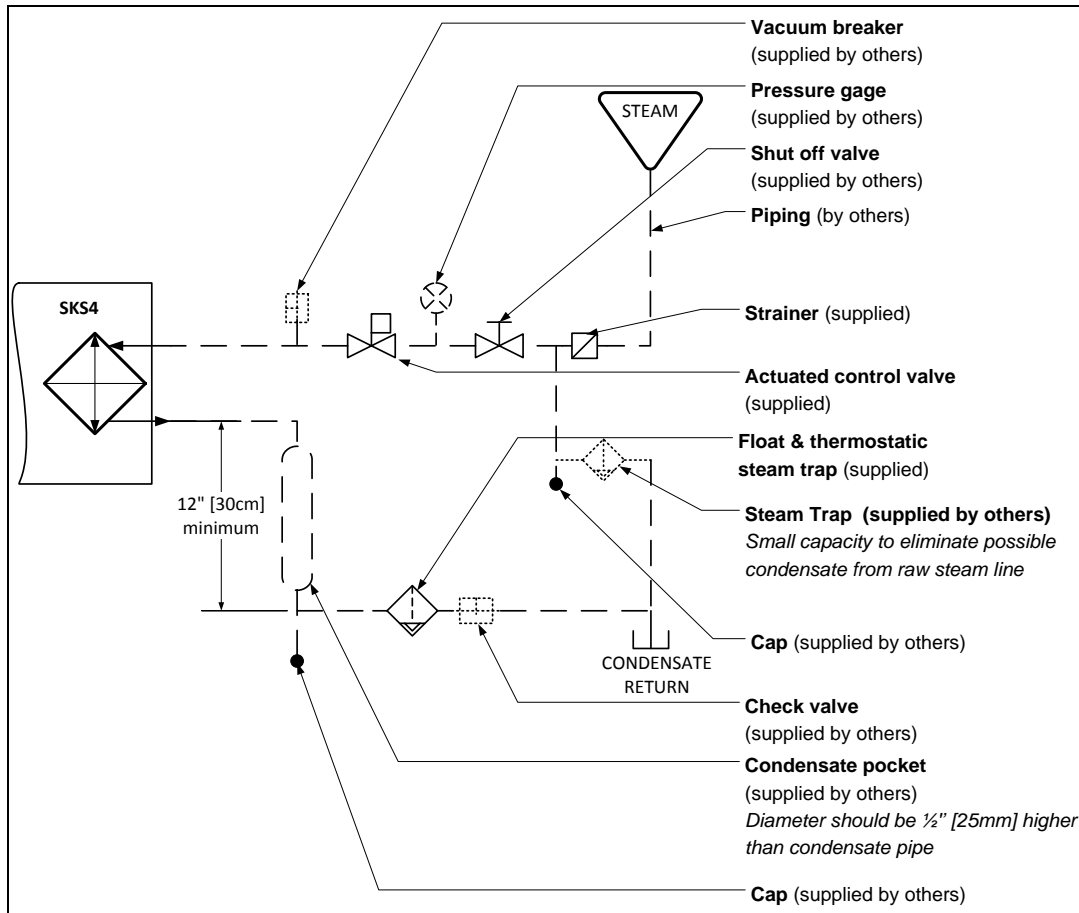 Vacuum breaker
(supplied by others)
Pressure gage
(supplied by others)
STEAM
Shut off valve
(supplied by others)
Piping (by others)
SKS4
Strainer (supplied)
Actuated control valve
(supplied)
Float & thermostatic
steam trap (supplied)
12" [30cm]
minimum
Steam Trap (supplied by others)
Small capacity to eliminate possible
condensate from raw steam line
Cap (supplied by others)
CONDENSATE
RETURN
Check valve
(supplied by others)
Condensate pocket
(supplied by others)
Diameter should be ½" [25mm] higher
than condensate pipe
Cap (supplied by others)